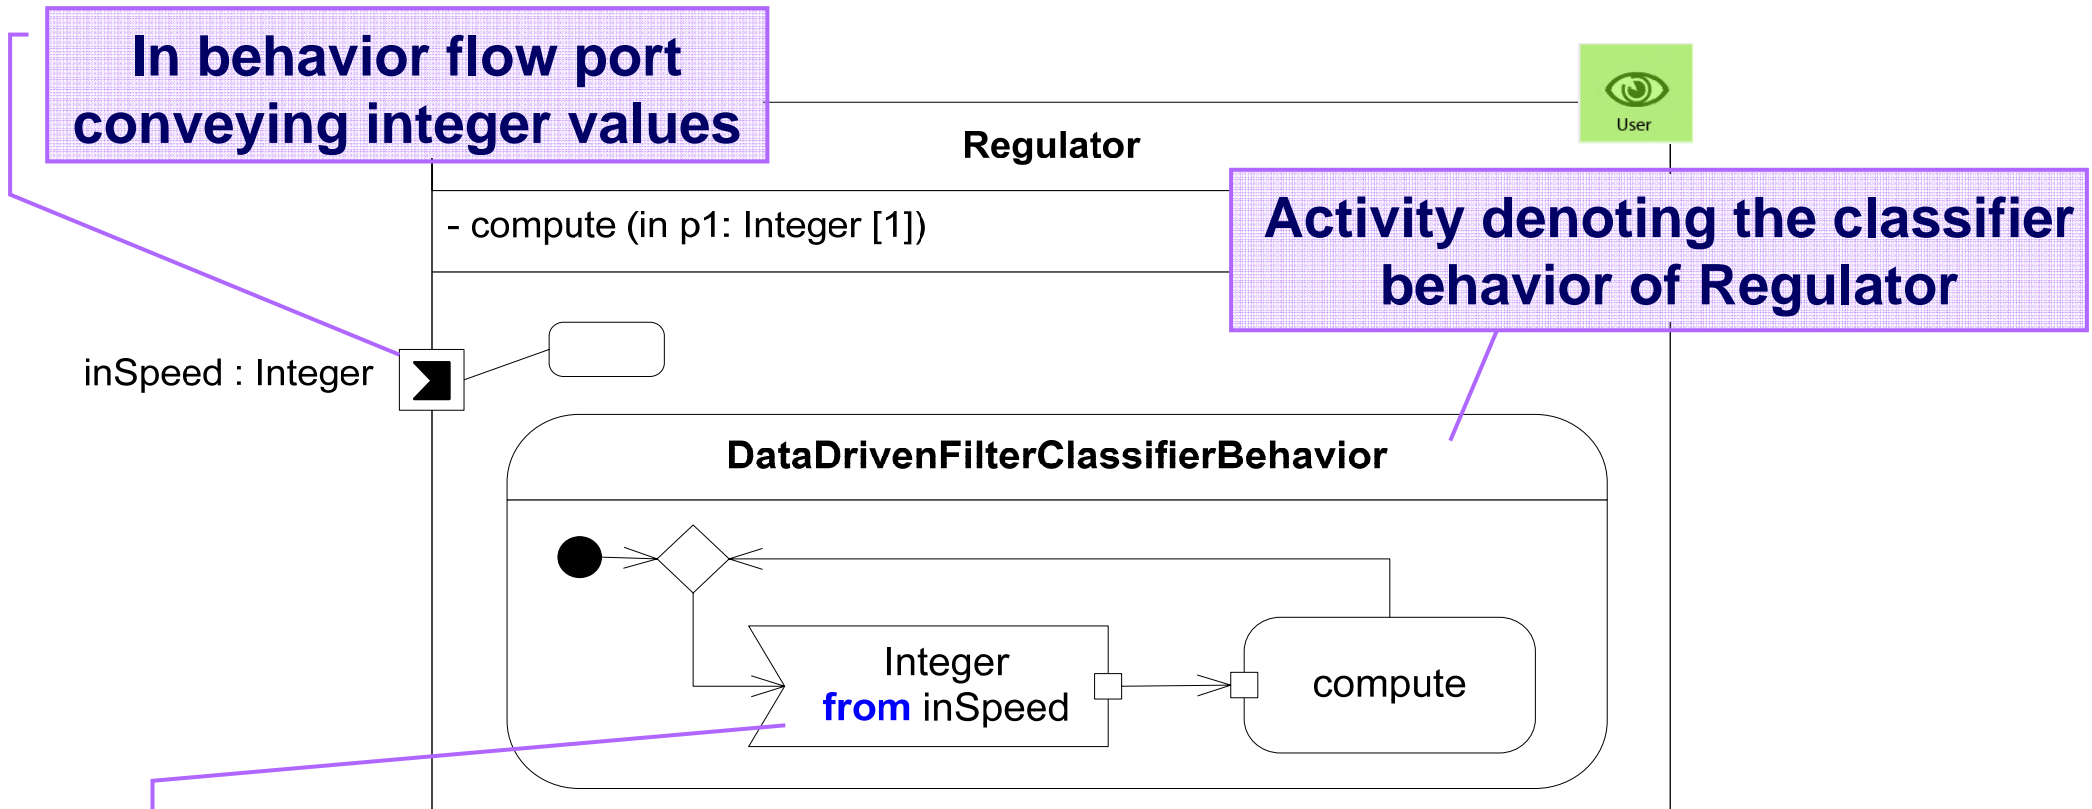 In behavior flow port
conveying integer values
User
Regulator
Activity denoting the classifier
behavior of Regulator
- compute (in p1: Integer [1])
inSpeed : Integer
DataDrivenFilterClassifierBehavior
Integer
from inSpeed
compute